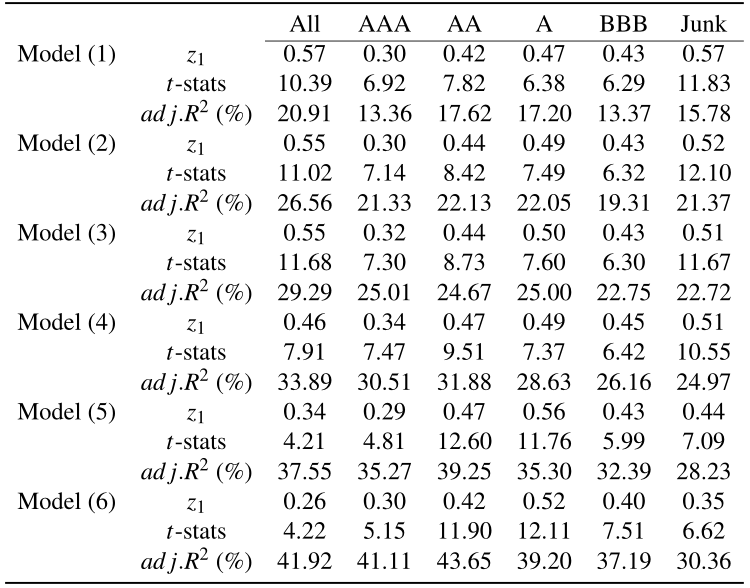 All AAA AA A BBB Junk
Model (1) z₁ 0.57 0.30 0.42 0.47 0.43 0.57
t-stats 10.39 6.92 7.82 6.38 6.29 11.83
adj.R² (%) 20.91 13.36 17.62 17.20 13.37 15.78
Model (2) z₁ 0.55 0.30 0.44 0.49 0.43 0.52
t-stats 11.02 7.14 8.42 7.49 6.32 12.10
adj.R² (%) 26.56 21.33 22.13 22.05 19.31 21.37
Model (3) z₁ 0.55 0.32 0.44 0.50 0.43 0.51
t-stats 11.68 7.30 8.73 7.60 6.30 11.67
adj.R² (%) 29.29 25.01 24.67 25.00 22.75 22.72
Model (4) z₁ 0.46 0.34 0.47 0.49 0.45 0.51
t-stats 7.91 7.47 9.51 7.37 6.42 10.55
adj.R² (%) 33.89 30.51 31.88 28.63 26.16 24.97
Model (5) z₁ 0.34 0.29 0.47 0.56 0.43 0.44
t-stats 4.21 4.81 12.60 11.76 5.99 7.09
adj.R² (%) 37.55 35.27 39.25 35.30 32.39 28.23
Model (6) z₁ 0.26 0.30 0.42 0.52 0.40 0.35
t-stats 4.22 5.15 11.90 12.11 7.51 6.62
adj.R² (%) 41.92 41.11 43.65 39.20 37.19 30.36